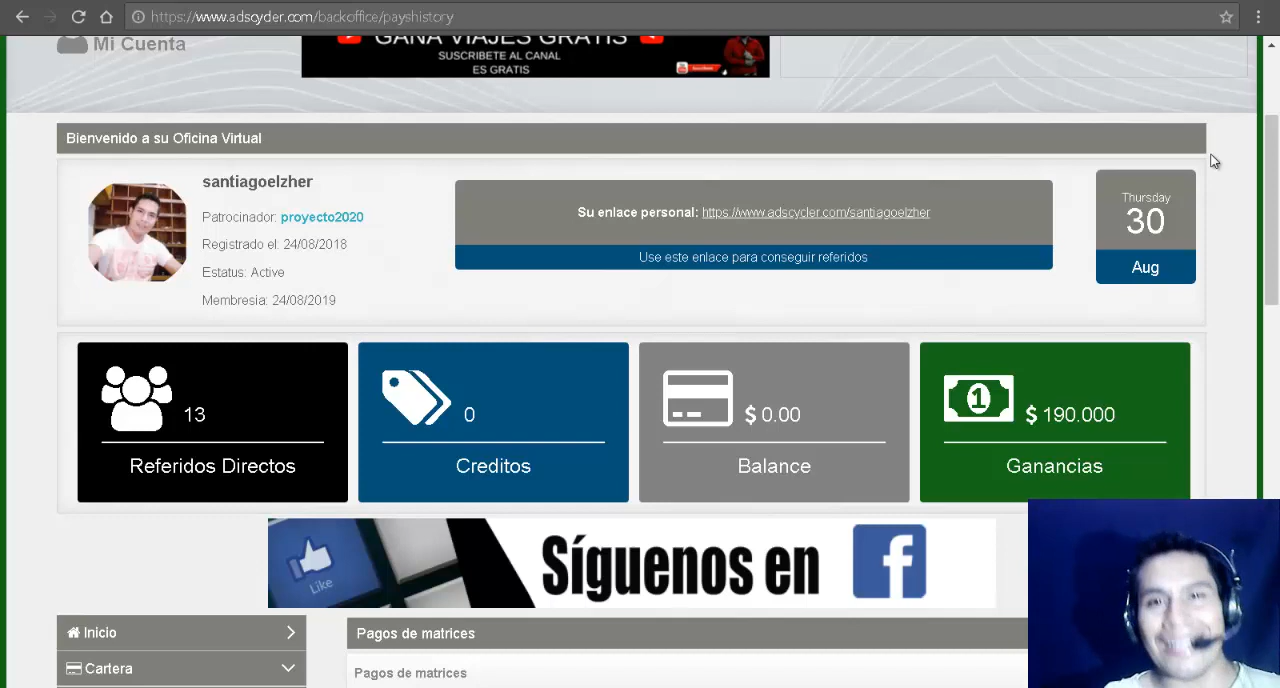 https://www.adscyder.com/backoffice/payshistory
Mi Cuenta
GANA VIAJES GRATIS
SUSCRIBETE AL CANAL
ES GRATIS
Bienvenido a su Oficina Virtual
santiagoelzher
Patrocinador: proyecto2020
Registrado el: 24/08/2018
Estatus: Active
Membresia: 24/08/2019
Su enlace personal: https://www.adscycler.com/santiagoelzher
Use este enlace para conseguir referidos
Thursday
30
Aug
13
Referidos Directos
0
Creditos
$ 0.00
Balance
1
$ 190.000
Ganancias
Like
Síguenos en
f
Inicio
Cartera
Pagos de matrices
Pagos de matrices